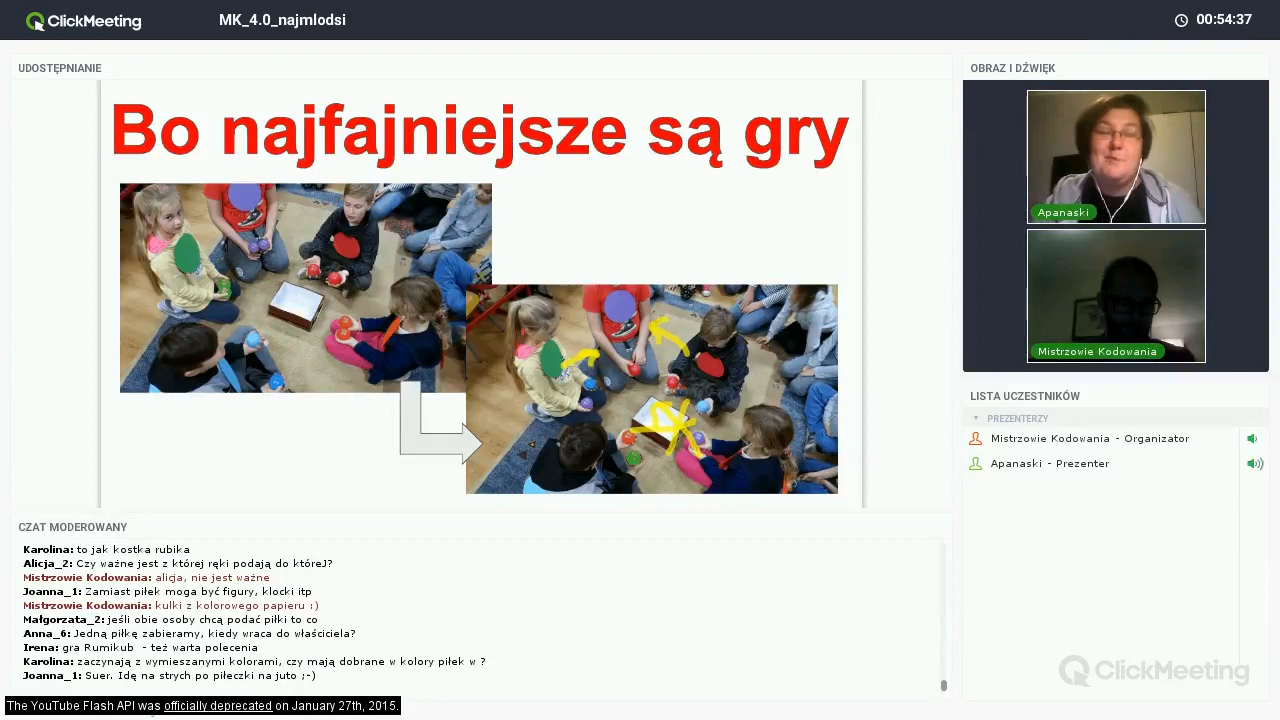 ClickMeeting
MK_4.0_najmlodsi
00:54:37
UDOSTĘPNIANIE
OBRAZ I DŹWIĘK
Bo najfajniejsze są gry
Apanaski
Mistrzowie Kodowania
LISTA UCZESTNIKÓW
PREZENTERZY
Mistrzowie Kodowania - Organizator
Apanaski - Prezenter
CZAT MODEROWANY
Karolina: to jak kostka rubika
Alicja_2: Czy ważne jest z której ręki podają do któreJ?
Mistrzowie Kodowania: alicja, nie jest ważne
Joanna_1: Zamiast piłek moga być figury, klocki itp
Mistrzowie Kodowania: kulki z kolorowego papieru :)
Małgorzata_2: jeśli obie osoby chcą podać piłki to co
Anna_6: Jedną piłkę zabieramy, kiedy wraca do właściciela?
Irena: gra Rumikub - też warta polecenia
Karolina: zaczynają z wymieszanymi kolorami, czy mają dobrane w kolory piłek w ?
Joanna_1: Suer. Idę na strych po piłeczki na juto ;-)
ClickMeeting
The YouTube Flash API was officially deprecated on January 27th, 2015.